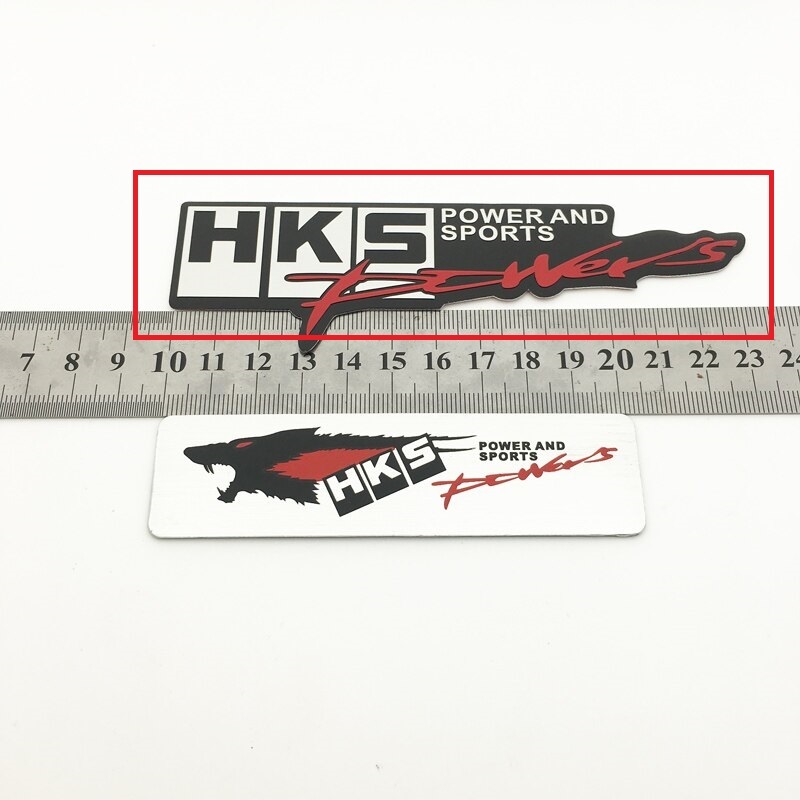 HKS
POWER AND
SPORTS
Powers
7 8 9 10 11 12 13 14 15 16 17 18 19 20 21 22 23 24
HKS
POWER AND
SPORTS
Powers